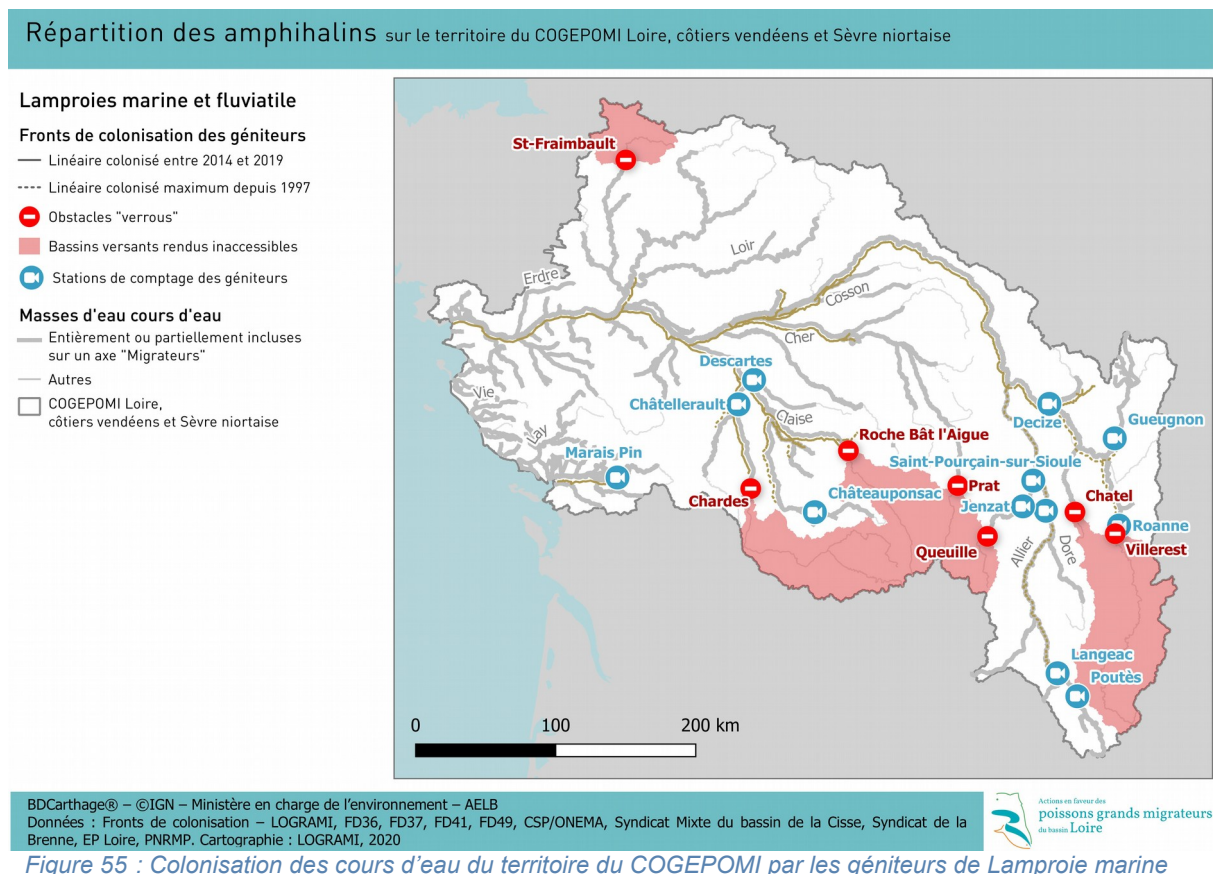 Répartition des amphihalins sur le territoire du COGEPOMI Loire, côtiers vendéens et Sèvre niortaise
Lamproies marine et fluviatile
Fronts de colonisation des géniteurs
Linéaire colonisé entre 2014 et 2019
Linéaire colonisé maximum depuis 1997
Obstacles "verrous"
Bassins versants rendus inaccessibles
Stations de comptage des géniteurs
Masses d'eau cours d'eau
Entièrement ou partiellement incluses
sur un axe "Migrateurs"
Autres
COGEPOMI Loire,
côtiers vendéens et Sèvre niortaise
St-Fraimbault
Loir
Erdre
Cosson
Cher
Descartes
Vie
Châtellerault
Claise
Decize
Gueugnon
Lay
Roche Bât l'Aigue
Marais Pin
Saint-Pourçain-sur-Sioule
Chardes
Châteauponsac
Prat
Jenzat
Chatel
Roanne
Queuille
Allier
Dore
Villerest
Langeac
Poutès
0 100 200 km
BDCarthage® – ©IGN – Ministère en charge de l'environnement – AELB
Données : Fronts de colonisation – LOGRAMI, FD36, FD37, FD41, FD49, CSP/ONEMA, Syndicat Mixte du bassin de la Cisse, Syndicat de la
Brenne, EP Loire, PNRMP. Cartographie : LOGRAMI, 2020
Actions en faveur des
poissons grands migrateurs
du bassin Loire
Figure 55 : Colonisation des cours d'eau du territoire du COGEPOMI par les géniteurs de Lamproie marine